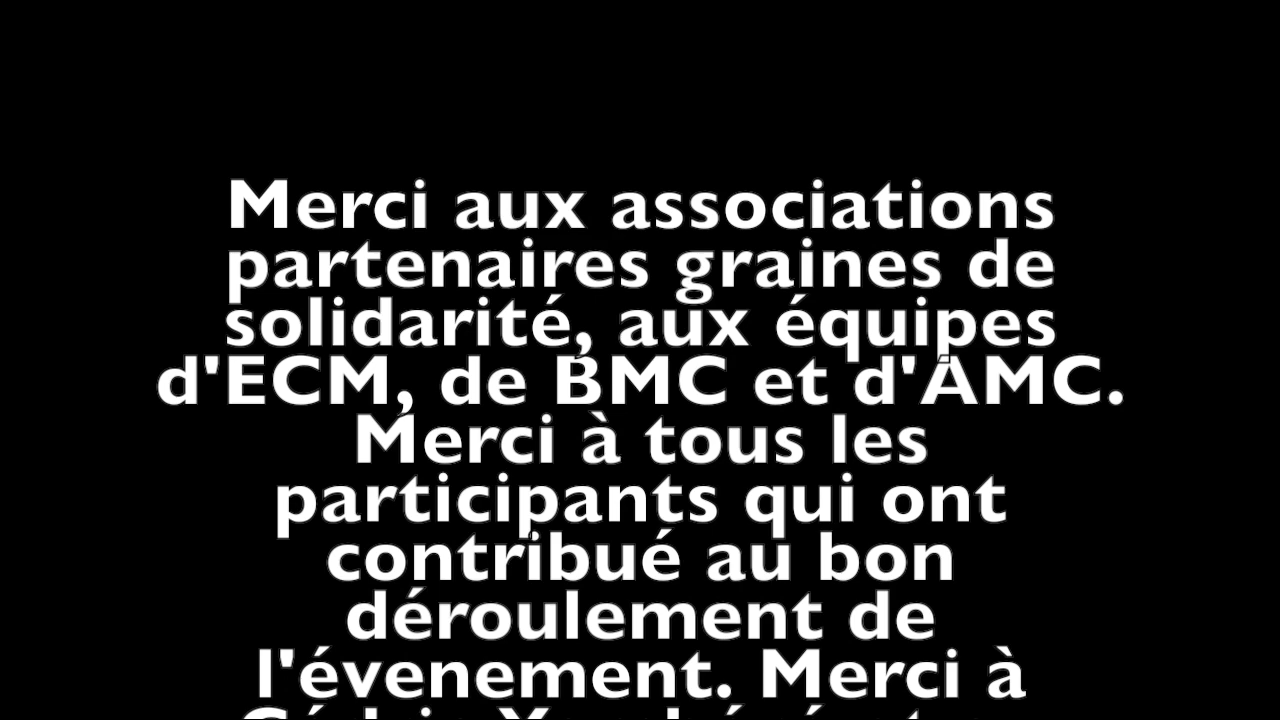 Merci aux associations
partenaires graines de
solidarité, aux équipes
d'ECM, de BMC et d'AMC.
Merci à tous les
participants qui ont
contribué au bon
déroulement de
l'évenement. Merci à